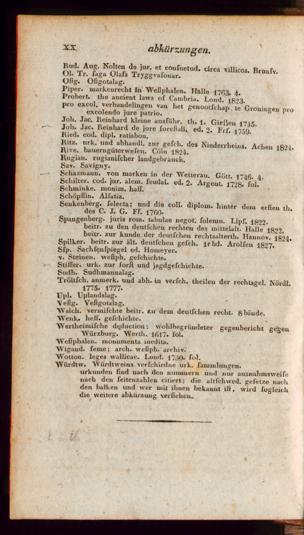 xx abkürzungen.
Rud. Aug. Nolten de jur. et consuetud. circa villicos. Brunsv.
Ol. Tr. saga Olafs Tryggvasonar.
Östg. Östgotalag.
Piper. markenrecht in Westphalen. Halle 1763. 4.
Probert. the ancient laws of Cambria. Lond. 1823.
pro excol. verhandelingen van het genootschap te Groningen pro
excolendo jure patrio.
Joh. Jac. Reinhard kleine ausführ. th. 1. Gießen 1745.
Joh. Jac. Reinhard de jure forestali, ed. 2. Frf. 1759.
Ried. cod. dipl. ratisbon.
Ritz. urk. und abhandl. zur gesch. des Niederrheins. Achen 1824.
Rive. bauerngüterwesen. Cöln 1824.
Rugian. rugianischer landgebrauch.
Sav. Savigny.
Schazmann. von marken in der Wetterau. Gött. 1746. 4.
Schilter. cod. jur. alem. feudal. ed. 2. Argent. 1728. fol.
Schminke. monim. hass.
Schöpflin. Alsatia.
Senkenberg. selecta; und die coll. diplom. hinter dem ersten th.
des C. J. G. Ff. 1760.
Spangenberg. juris rom. tabulae negot. solemn. Lips. 1822.
beitr. zu den deutschen rechten des mittelalt. Halle 1822.
beitr. zur kunde der deutschen rechtsalterth. Hannov. 1824.
Spilker. beitr. zur ält. deutschen gesch. 1r bd. Arolsen 1827.
Ssp. Sachsenspiegel ed. Homeyer.
v. Steinen. westph. geschichte.
Stisser. urk. zur forst und jagdgeschichte.
Sudh. Sudhmannalag.
Tröltsch. anmerk. und abh. in versch. theilen der rechtsgel. Nördl.
1775. 1777.
Upl. Uplandslag.
Vestg. Vestgotalag.
Walch. vermischte beitr. zu dem deutschen recht. 8 bände.
Wenk. hess. geschichte.
Wertheimische deduction: wohlbegründeter gegenbericht gegen
Würzburg. Werth. 1617. fol.
Westphalen. monumenta inedita.
Wigand. feme; arch. westph. archiv.
Wotton. leges wallicae. Lond. 1730. fol.
Würdtw. Würdtweins verschiedne urk. sammlungen.
urkunden sind nach den nummern und nur ausnahmsweise
nach den seitenzahlen citiert; die altschwed. gesetze nach
den balken und wer mit ihnen bekannt ist, wird sogleich
die weitere abkürzung verstehen.